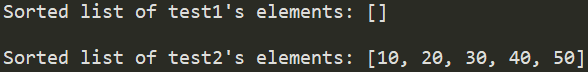 Sorted list of test1's elements: []
Sorted list of test2's elements: [10, 20, 30, 40, 50]